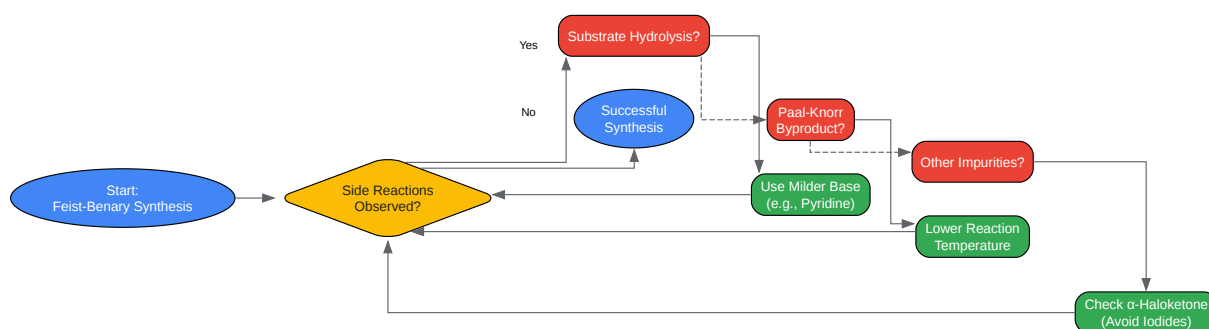 Yes
Substrate Hydrolysis?
No
Successful
Synthesis
Paal-Knorr
Byproduct?
Other Impurities?
Start:
Feist-Benary Synthesis
Side Reactions
Observed?
Use Milder Base
(e.g., Pyridine)
Lower Reaction
Temperature
Check α-Haloketone
(Avoid Iodides)